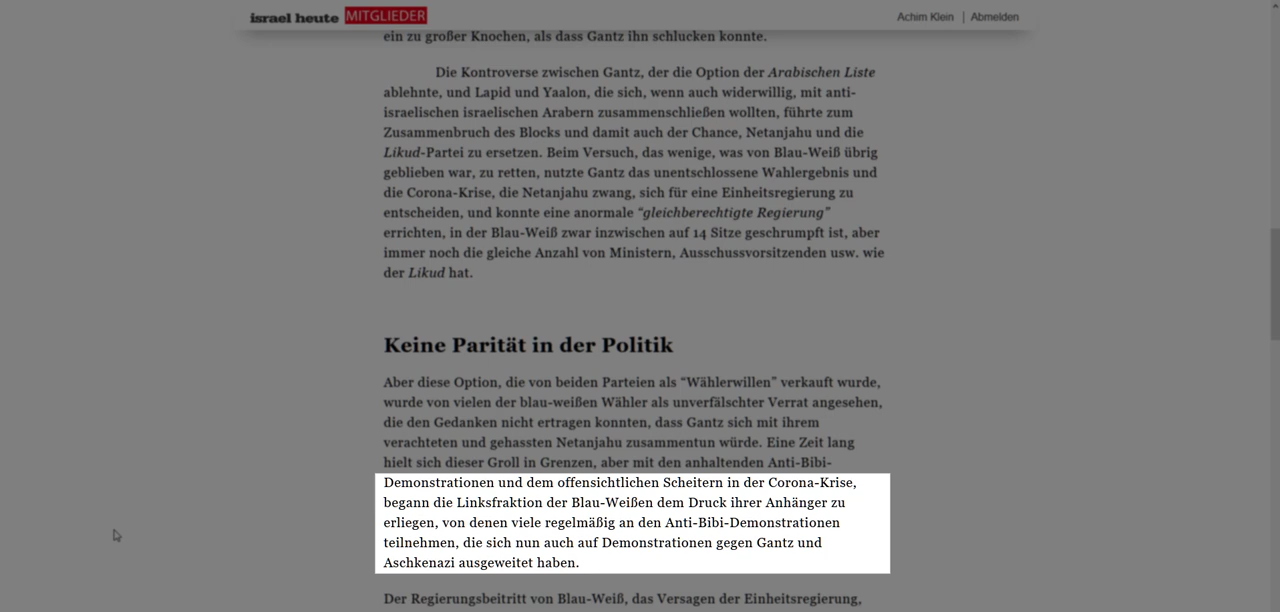 israel heute MITGLIEDER
Achim Klein | Abmelden
ein zu großer Knochen, als dass Gantz ihn schlucken konnte.
Die Kontroverse zwischen Gantz, der die Option der Arabischen Liste
ablehnte, und Lapid und Yaalon, die sich, wenn auch widerwillig, mit anti-
israelischen israelischen Arabern zusammenschließen wollten, führte zum
Zusammenbruch des Blocks und damit auch der Chance, Netanjahu und die
Likud-Partei zu ersetzen. Beim Versuch, das wenige, was von Blau-Weiß übrig
geblieben war, zu retten, nutzte Gantz das unentschlossene Wahlergebnis und
die Corona-Krise, die Netanjahu zwang, sich für eine Einheitsregierung zu
entscheiden, und konnte eine anormale “gleichberechtigte Regierung”
errichten, in der Blau-Weiß zwar inzwischen auf 14 Sitze geschrumpft ist, aber
immer noch die gleiche Anzahl von Ministern, Ausschussvorsitzenden usw. wie
der Likud hat.
Keine Parität in der Politik
Aber diese Option, die von beiden Parteien als “Wählerwillen” verkauft wurde,
wurde von vielen der blau-weißen Wähler als unverfälschter Verrat angesehen,
die den Gedanken nicht ertragen konnten, dass Gantz sich mit ihrem
verachteten und gehassten Netanjahu zusammentun würde. Eine Zeit lang
hielt sich dieser Groll in Grenzen, aber mit den anhaltenden Anti-Bibi-
Demonstrationen und dem offensichtlichen Scheitern in der Corona-Krise,
begann die Linksfraktion der Blau-Weißen dem Druck ihrer Anhänger zu
erliegen, von denen viele regelmäßig an den Anti-Bibi-Demonstrationen
teilnehmen, die sich nun auch auf Demonstrationen gegen Gantz und
Aschkenazi ausgeweitet haben.
Der Regierungsbeitritt von Blau-Weiß, das Versagen der Einheitsregierung,